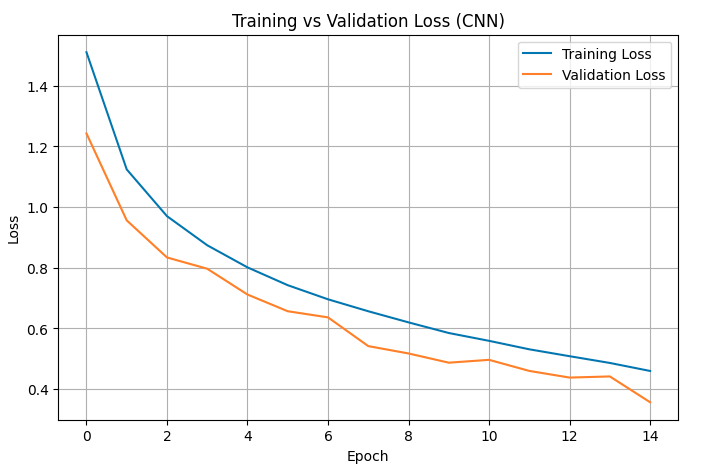 Training vs Validation Loss (CNN)
Training Loss
Validation Loss
1.4
1.2
1.0
0.8
0.6
0.4
Loss
0 2 4 6 8 10 12 14
Epoch